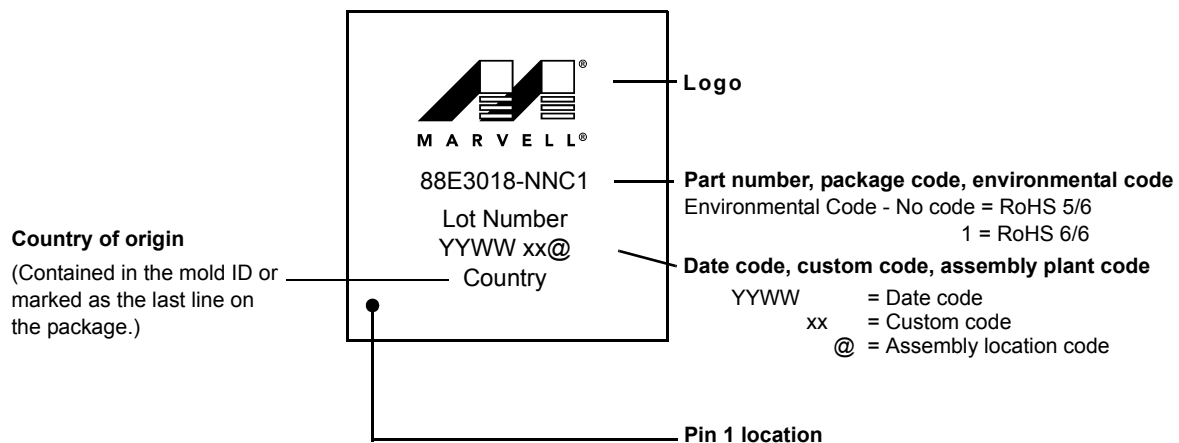 MARVELL®
®
Logo
88E3018-NNC1
Part number, package code, environmental code
Environmental Code - No code = RoHS 5/6
1 = RoHS 6/6
Lot Number
YYWW xx@
Country
Country of origin
(Contained in the mold ID or
marked as the last line on
the package.)
Date code, custom code, assembly plant code
YYWW = Date code
xx = Custom code
@ = Assembly location code
Pin 1 location